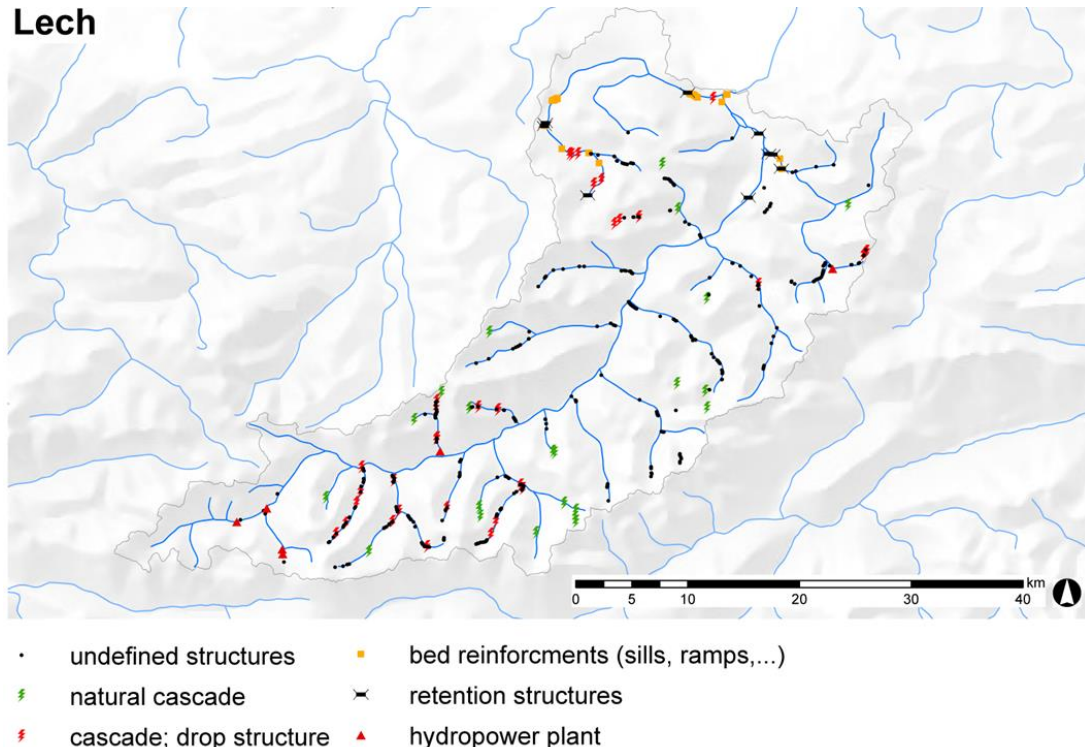 Lech
km
0 5 10 20 30 40
undefined structures
bed reinforcments (sills, ramps,...)
natural cascade
retention structures
cascade; drop structure
hydropower plant